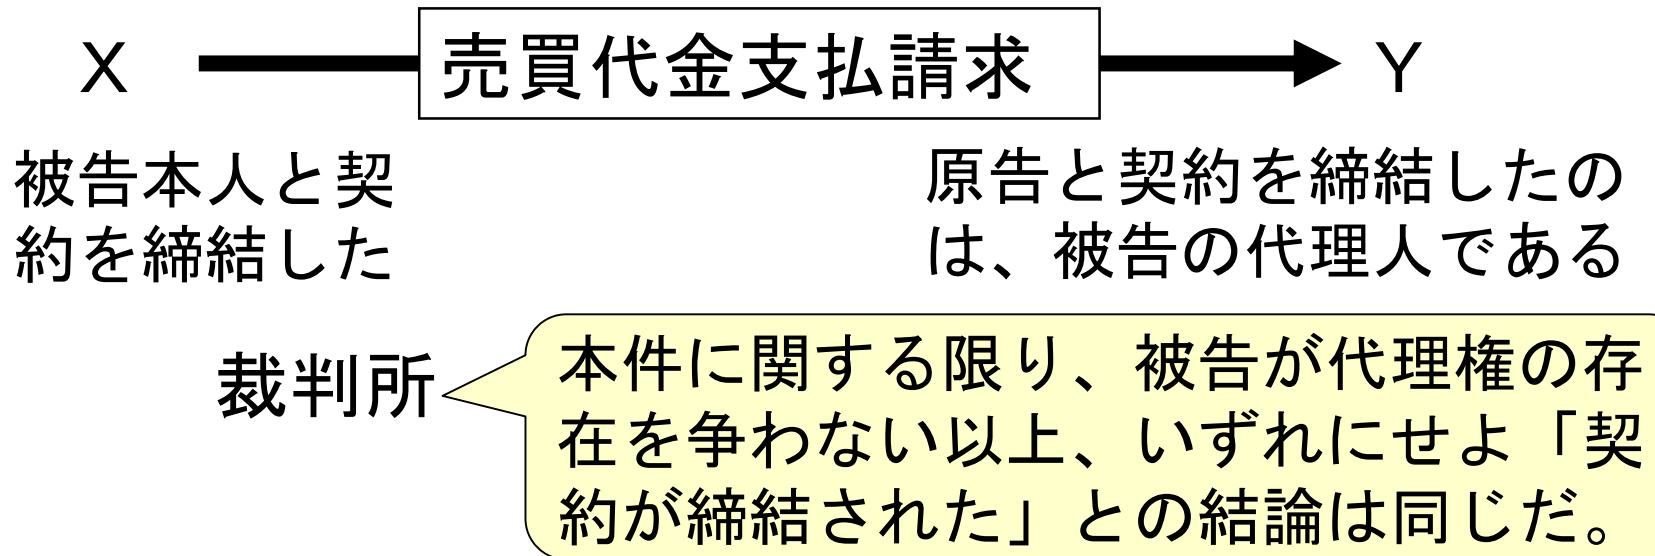 X 売買代金支払請求 Y
被告本人と契
約を締結した
原告と契約を締結したの
は、被告の代理人である
裁判所
本件に関する限り、被告が代理権の存
在を争わない以上、いずれにせよ「契
約が締結された」との結論は同じだ。